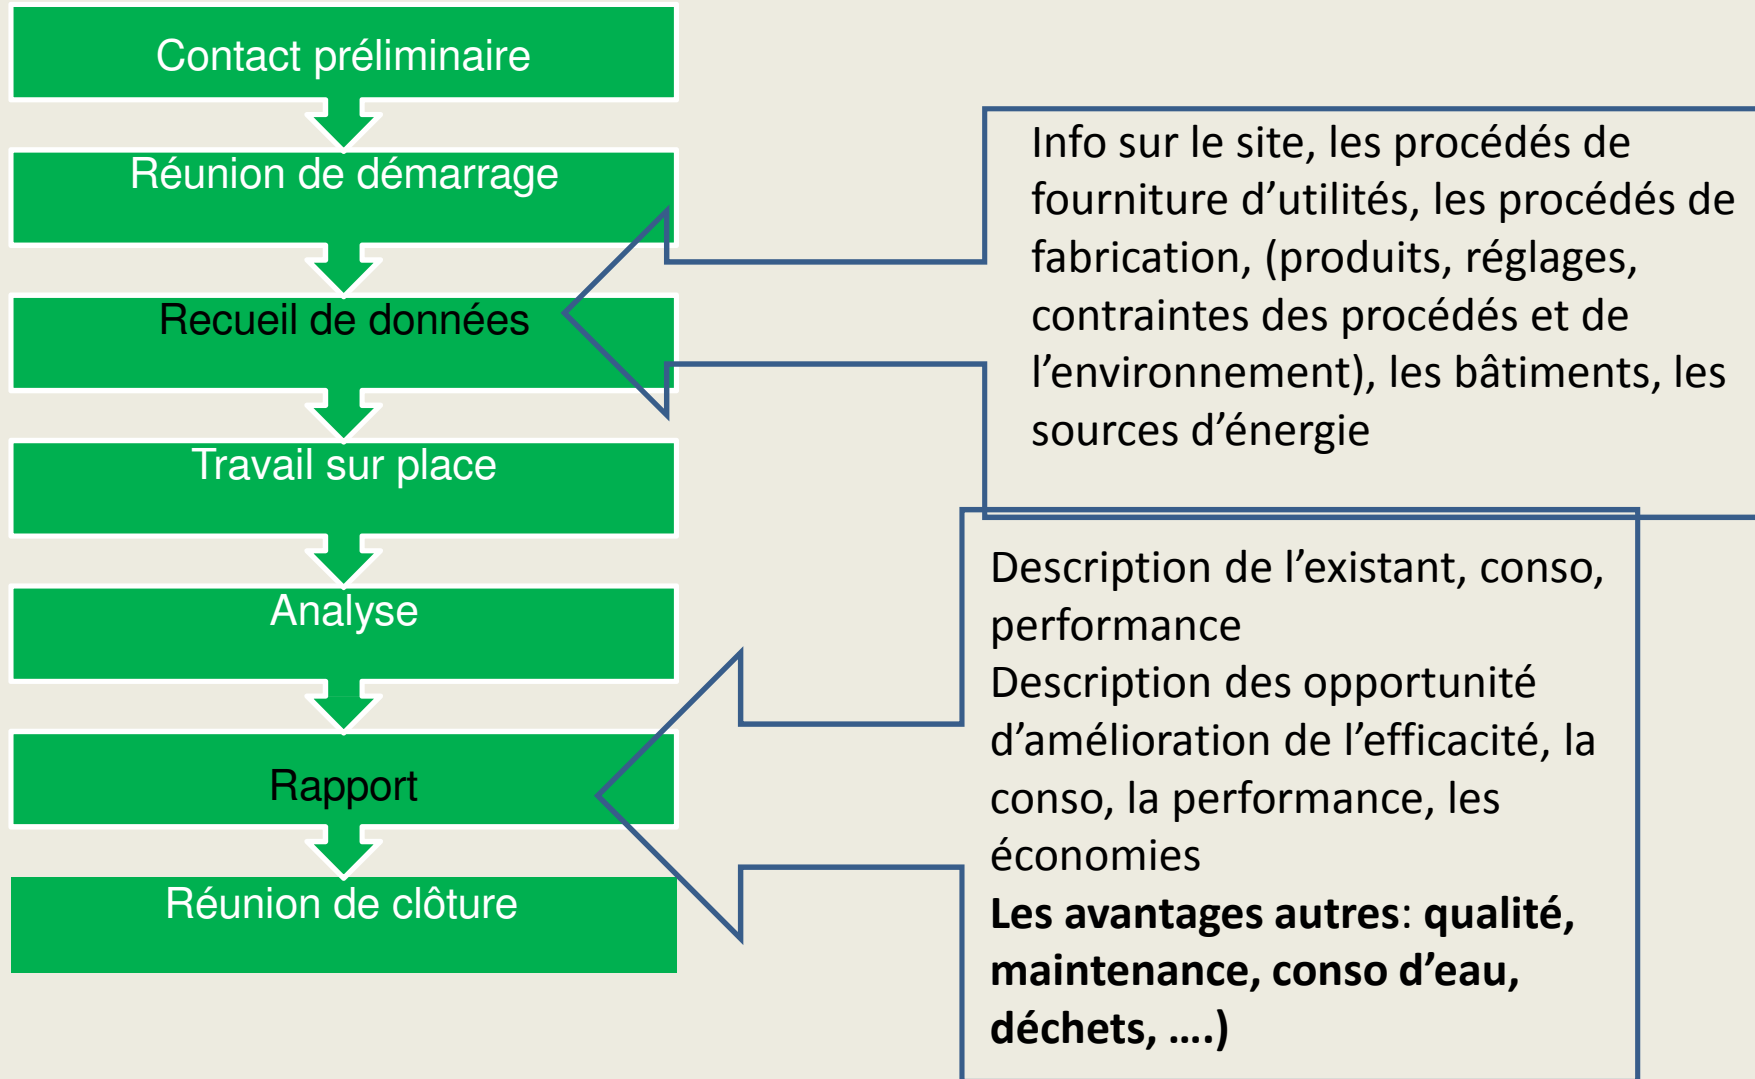 Contact préliminaire
Réunion de démarrage
Recueil de données
Travail sur place
Analyse
Rapport
Réunion de clôture
Info sur le site, les procédés de
fourniture d’utilités, les procédés de
fabrication, (produits, réglages,
contraintes des procédés et de
l’environnement), les bâtiments, les
sources d’énergie
Description de l’existant, conso,
performance
Description des opportunité
d’amélioration de l’efficacité, la
conso, la performance, les
économies
Les avantages autres: qualité,
maintenance, conso d’eau,
déchets, ….)